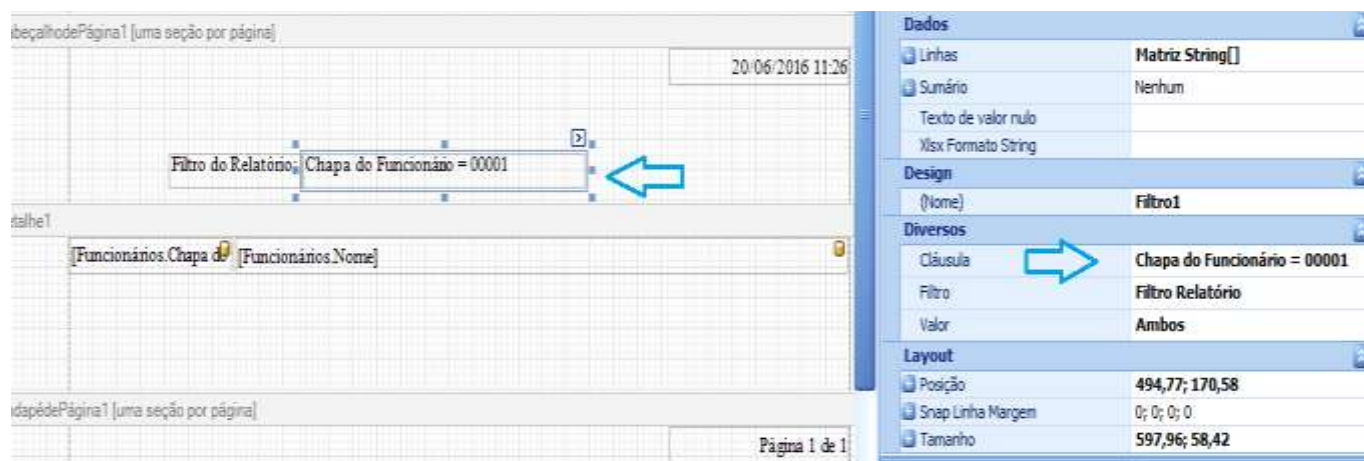 beçalhodePágina1 [uma seção por página]
20/06/2016 11:26
Filtro do Relatório: Chapa do Funcionário = 00001
etalhe1
[Funcionários.Chapa d [Funcionários.Nome]
dapédePágina1 [uma seção por página]
Página 1 de 1
Dados
Linhas Matriz String[]
Sumário Nenhum
Texto de valor nulo
Xlsx Formato String
Design
(Nome) Filtro1
Diversos
Cláusula Chapa do Funcionário = 00001
Filtro Filtro Relatório
Valor Ambos
Layout
Posição 494,77; 170,58
Snap Linha Margem 0; 0; 0; 0
Tamanho 597,96; 58,42